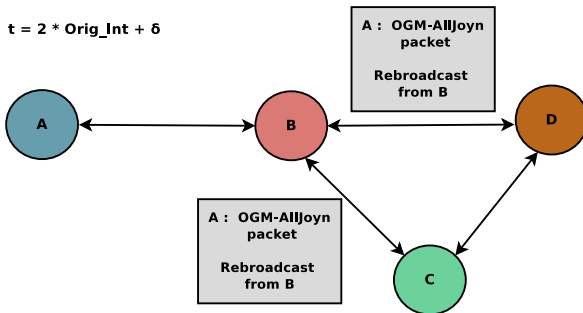 t = 2 * Orig_Int + δ
A :  OGM-AllJoyn
packet
Rebroadcast
from B
A
B
D
A :  OGM-AllJoyn
packet
Rebroadcast
from B
C